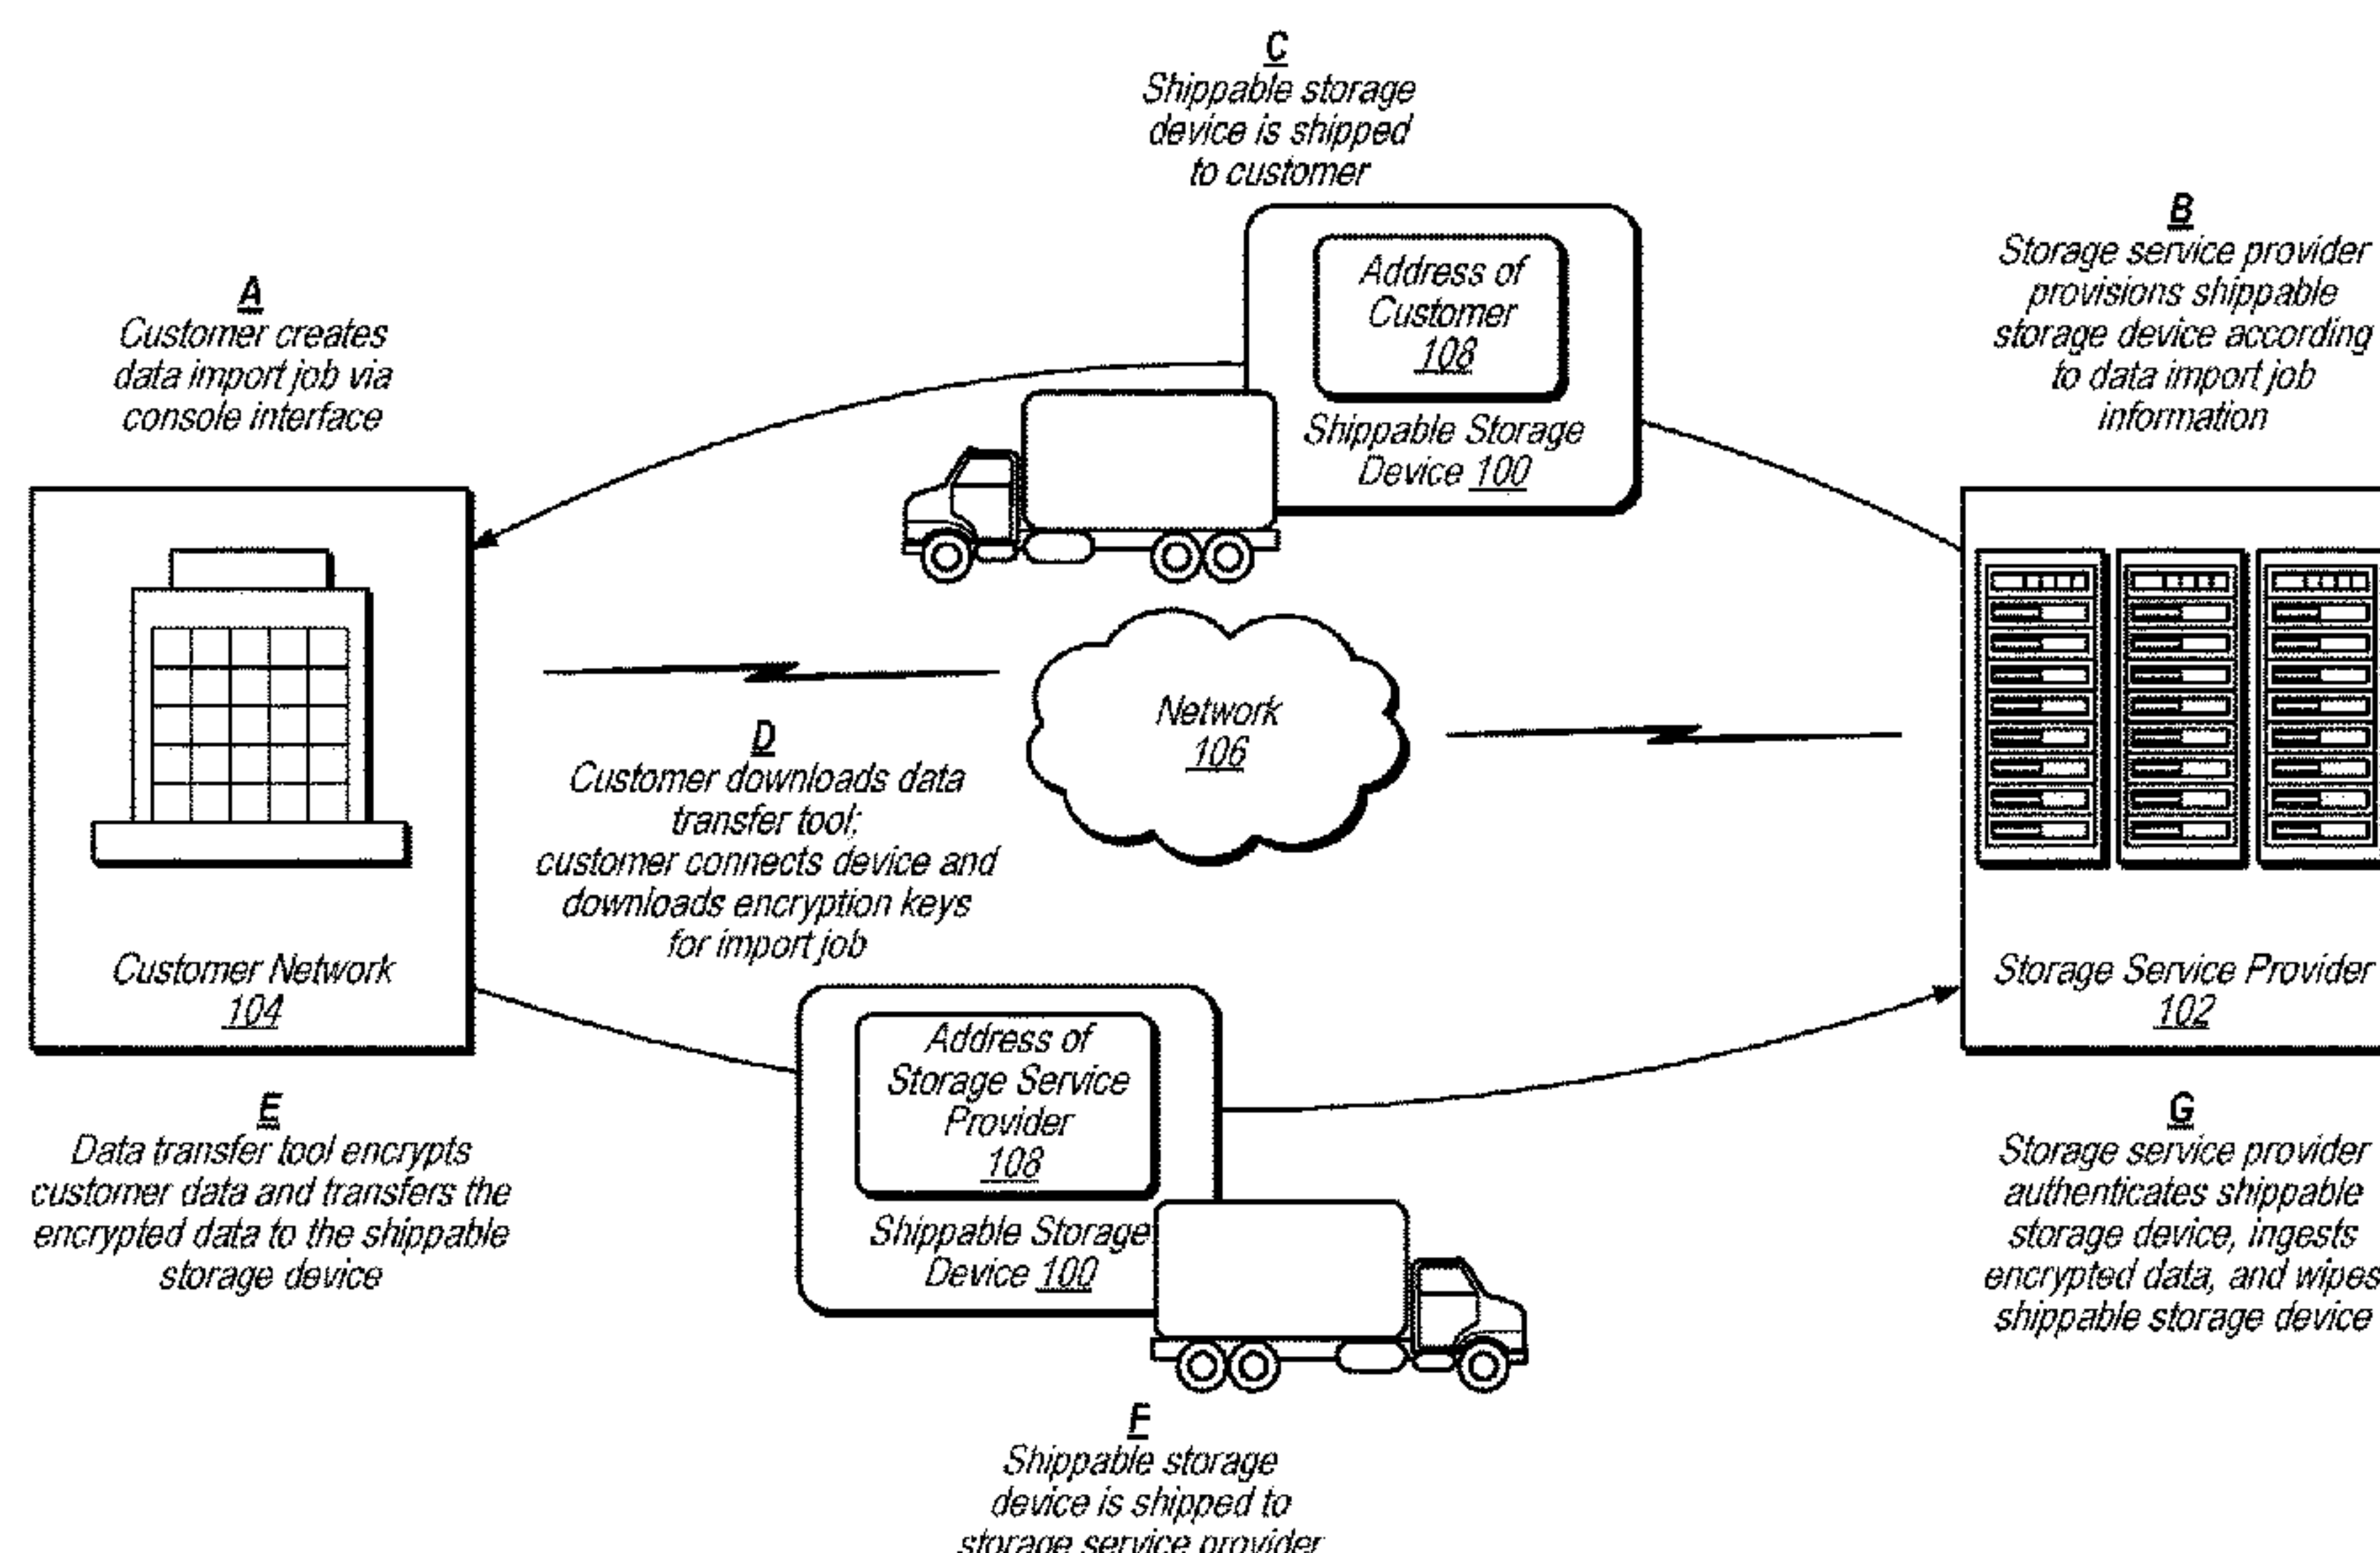 C
Shippable storage
device is shipped
to customer
B
Storage service provider
provisions shippable
storage device according
to data import job
information
A
Customer creates
data import job via
console interface
Address of
Customer
108
Shippable Storage
Device 100
Network
106
D
Customer downloads data
transfer tool;
customer connects device and
downloads encryption keys
for import job
Customer Network
104
Storage Service Provider
102
Address of
Storage Service
Provider
108
Shippable Storage
Device 100
E
Data transfer tool encrypts
customer data and transfers the
encrypted data to the shippable
storage device
G
Storage service provider
authenticates shippable
storage device, ingests
encrypted data, and wipes
shippable storage device
F
Shippable storage
device is shipped to
storage service provider